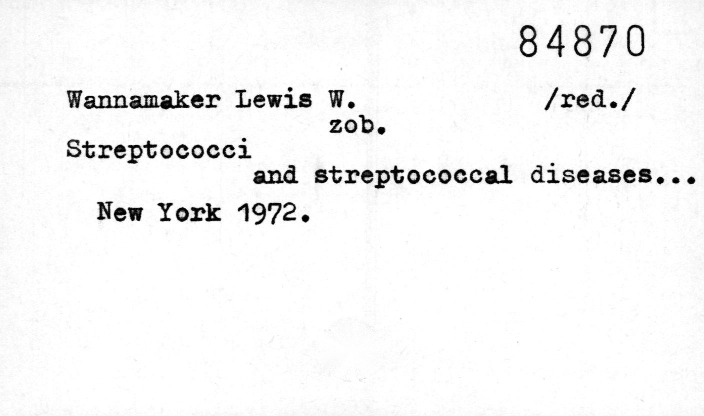 84870
Wannamaker Lewis W. /red./
zob.
Streptococci
and streptococcal diseases...
New York 1972.